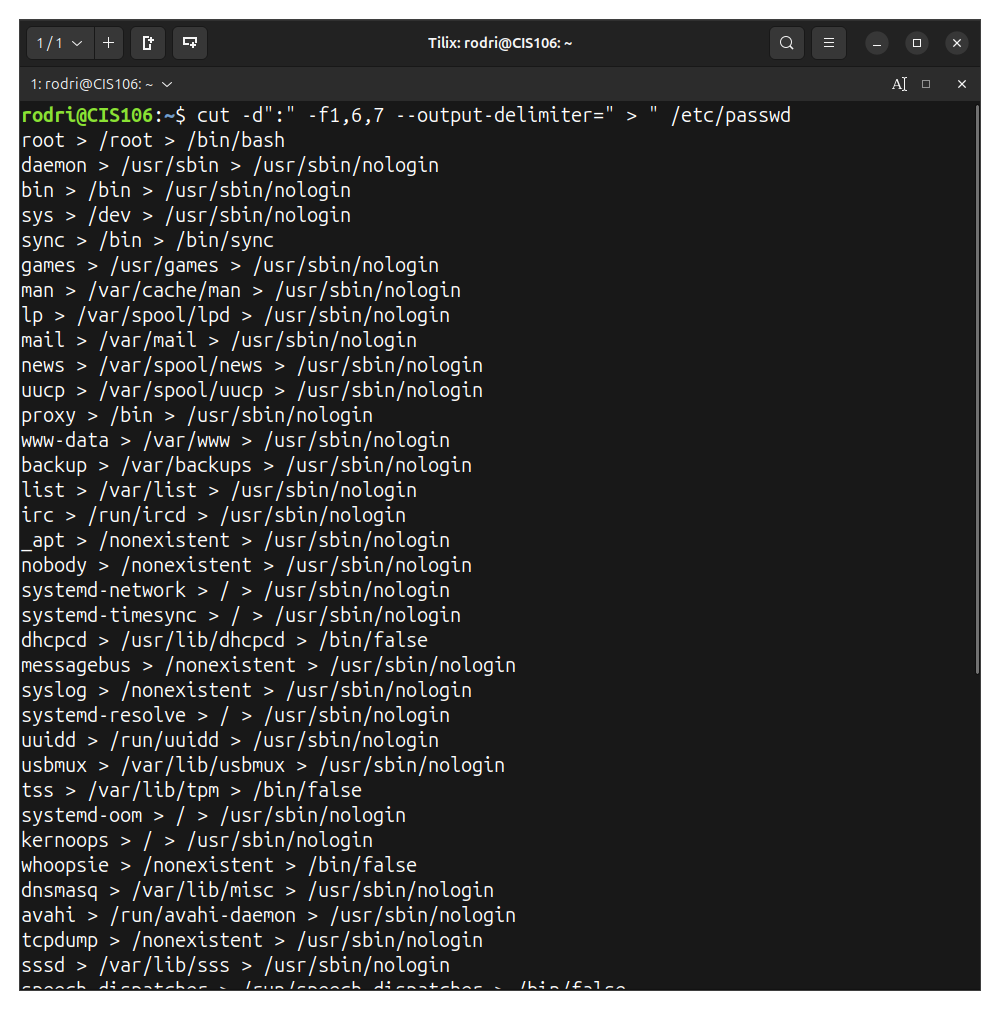 1 / 1
Tilix: rodri@CIS106: ~
1: rodri@CIS106: ~
rodri@CIS106:~$ cut -d":" -f1,6,7 --output-delimiter=" > " /etc/passwd
root > /root > /bin/bash
daemon > /usr/sbin > /usr/sbin/nologin
bin > /bin > /usr/sbin/nologin
sys > /dev > /usr/sbin/nologin
sync > /bin > /bin/sync
games > /usr/games > /usr/sbin/nologin
man > /var/cache/man > /usr/sbin/nologin
lp > /var/spool/lpd > /usr/sbin/nologin
mail > /var/mail > /usr/sbin/nologin
news > /var/spool/news > /usr/sbin/nologin
uucp > /var/spool/uucp > /usr/sbin/nologin
proxy > /bin > /usr/sbin/nologin
www-data > /var/www > /usr/sbin/nologin
backup > /var/backups > /usr/sbin/nologin
list > /var/list > /usr/sbin/nologin
irc > /run/ircd > /usr/sbin/nologin
_apt > /nonexistent > /usr/sbin/nologin
nobody > /nonexistent > /usr/sbin/nologin
systemd-network > / > /usr/sbin/nologin
systemd-timesync > / > /usr/sbin/nologin
dhcpcd > /usr/lib/dhcpcd > /bin/false
messagebus > /nonexistent > /usr/sbin/nologin
syslog > /nonexistent > /usr/sbin/nologin
systemd-resolve > / > /usr/sbin/nologin
uuidd > /run/uuidd > /usr/sbin/nologin
usbmux > /var/lib/usbmux > /usr/sbin/nologin
tss > /var/lib/tpm > /bin/false
systemd-oom > / > /usr/sbin/nologin
kernoops > / > /usr/sbin/nologin
whoopsie > /nonexistent > /bin/false
dnsmasq > /var/lib/misc > /usr/sbin/nologin
avahi > /run/avahi-daemon > /usr/sbin/nologin
tcpdump > /nonexistent > /usr/sbin/nologin
sssd > /var/lib/sss > /usr/sbin/nologin
speech-dispatcher > /run/speech-dispatcher > /bin/false